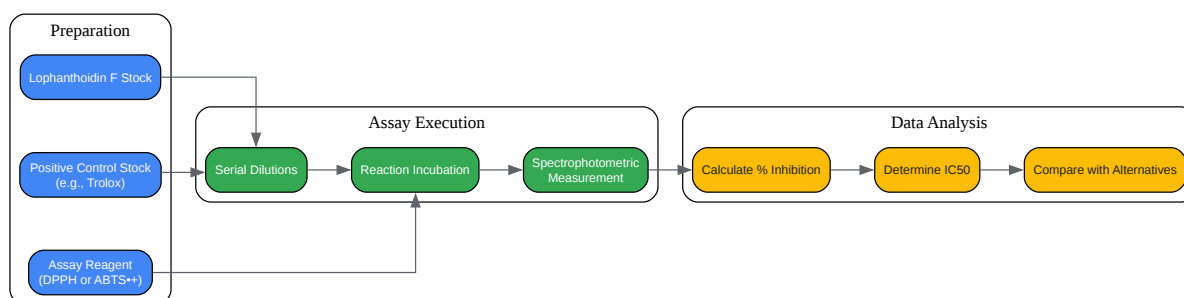 Preparation
Lophanthoidin F Stock
Positive Control Stock
(e.g., Trolox)
Assay Reagent
(DPPH or ABTS•+)
Assay Execution
Serial Dilutions
Reaction Incubation
Spectrophotometric
Measurement
Data Analysis
Calculate % Inhibition
Determine IC50
Compare with Alternatives